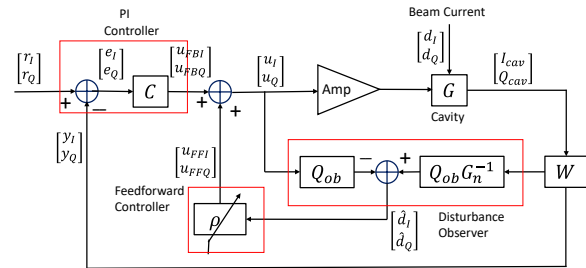 PI
Controller
Beam Current
[r_I
r_Q]
[e_I
e_Q]
[u_FBI
u_FBQ]
[u_I
u_Q]
[d_I
d_Q]
[I_cav
Q_cav]
+
−
C
+
+
Amp
G
Cavity
[y_I
y_Q]
[u_FFI
u_FFQ]
Feedforward
Controller
ρ
Q_ob
−
+
Q_ob G_n^{-1}
W
[d̂_I
d̂_Q]
Disturbance
Observer